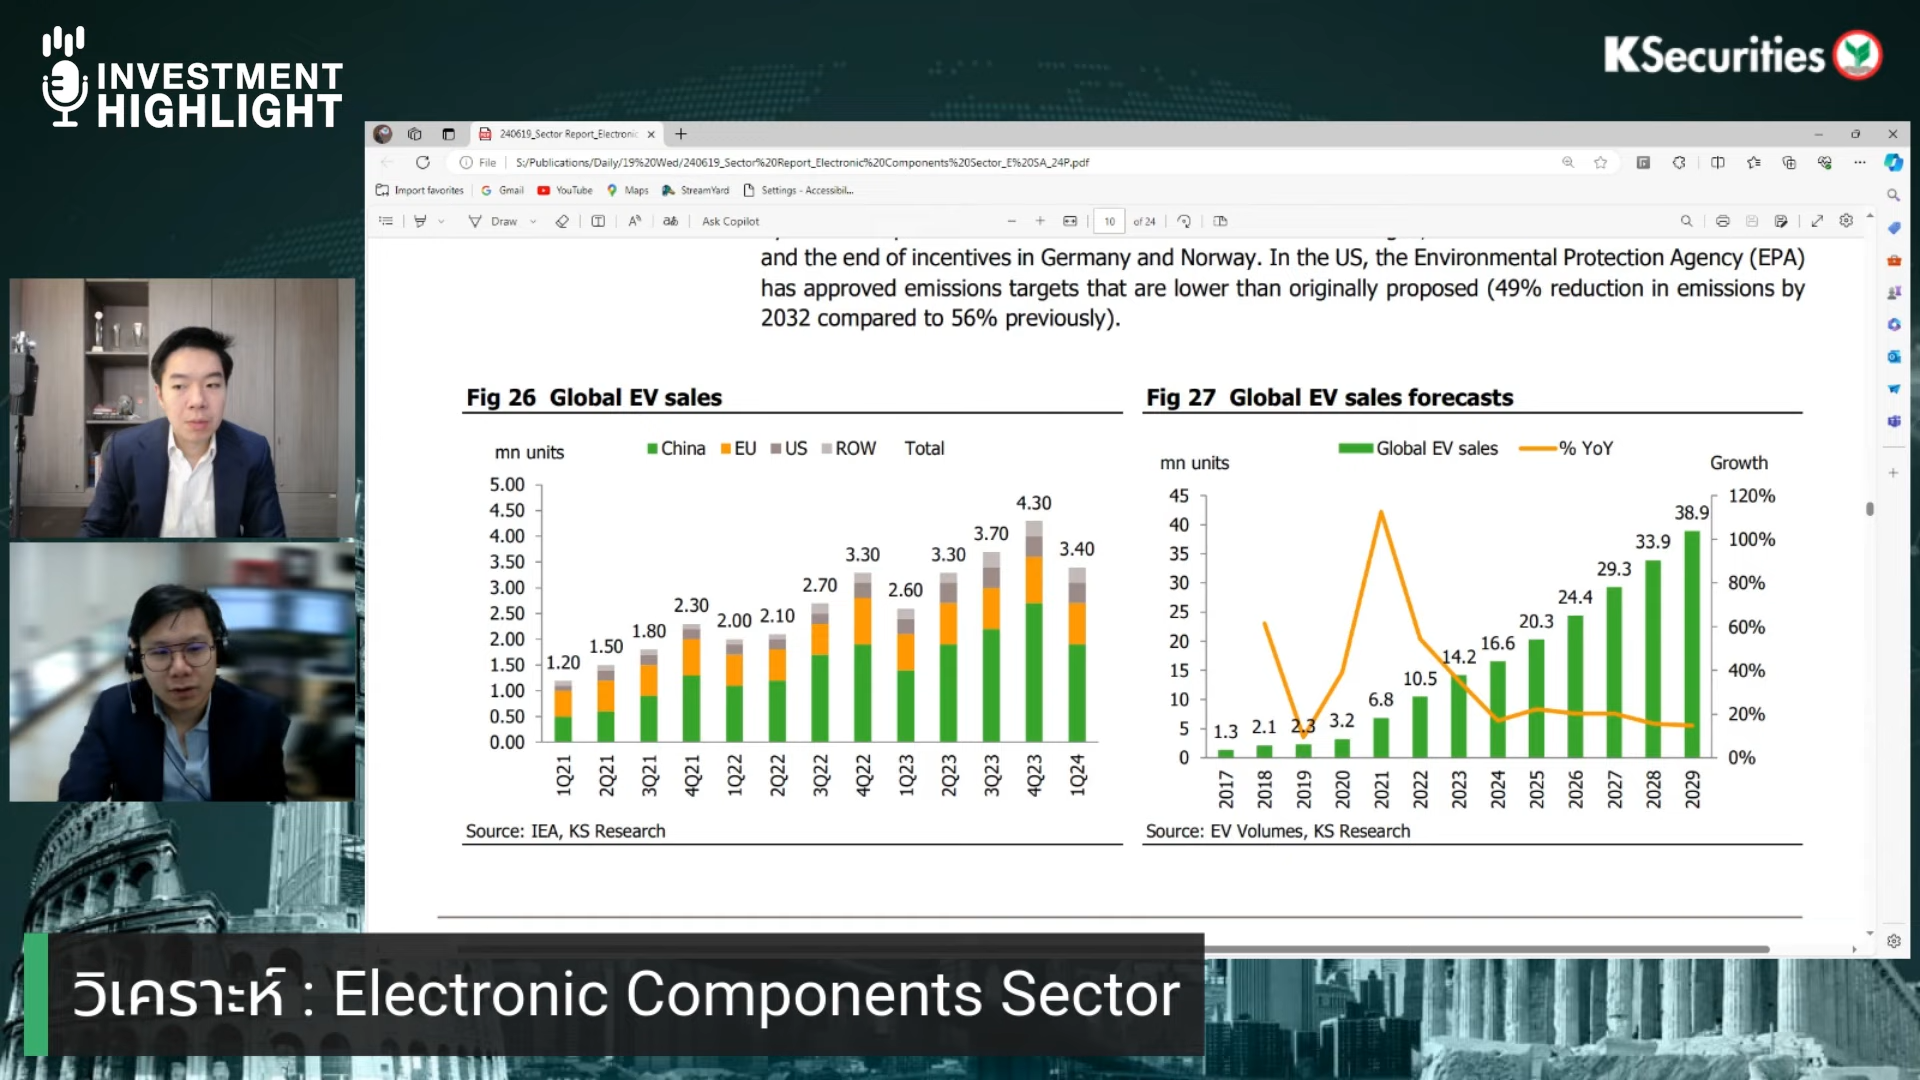 INVESTMENT
HIGHLIGHT
KSecurities
240619_Sector Report_Electronic
File
S:/Publications/Daily/19%20Wed/240619_Sector%20Report_Electronic%20Components%20Sector_E%20SA_24P.pdf
Import favorites
Gmail
YouTube
Maps
StreamYard
Settings - Accessibil...
Draw
Ask Copilot
10
of 24
and the end of incentives in Germany and Norway. In the US, the Environmental Protection Agency (EPA)
has approved emissions targets that are lower than originally proposed (49% reduction in emissions by
2032 compared to 56% previously).
Fig 26 Global EV sales
mn units
China EU US ROW Total
5.00
4.50
4.00
3.50
3.00
2.50
2.00
1.50
1.00
0.50
0.00
1.20
1.50
1.80
2.30
2.00
2.10
2.70
3.30
2.60
3.30
3.70
4.30
3.40
1Q21
2Q21
3Q21
4Q21
1Q22
2Q22
3Q22
4Q22
1Q23
2Q23
3Q23
4Q23
1Q24
Source: IEA, KS Research
Fig 27 Global EV sales forecasts
mn units
Global EV sales % YoY
Growth
45
40
35
30
25
20
15
10
5
0
1.3
2.1
2.3
3.2
6.8
10.5
14.2
16.6
20.3
24.4
29.3
33.9
38.9
120%
100%
80%
60%
40%
20%
0%
2017
2018
2019
2020
2021
2022
2023
2024
2025
2026
2027
2028
2029
Source: EV Volumes, KS Research
วิเคราะห์ : Electronic Components Sector